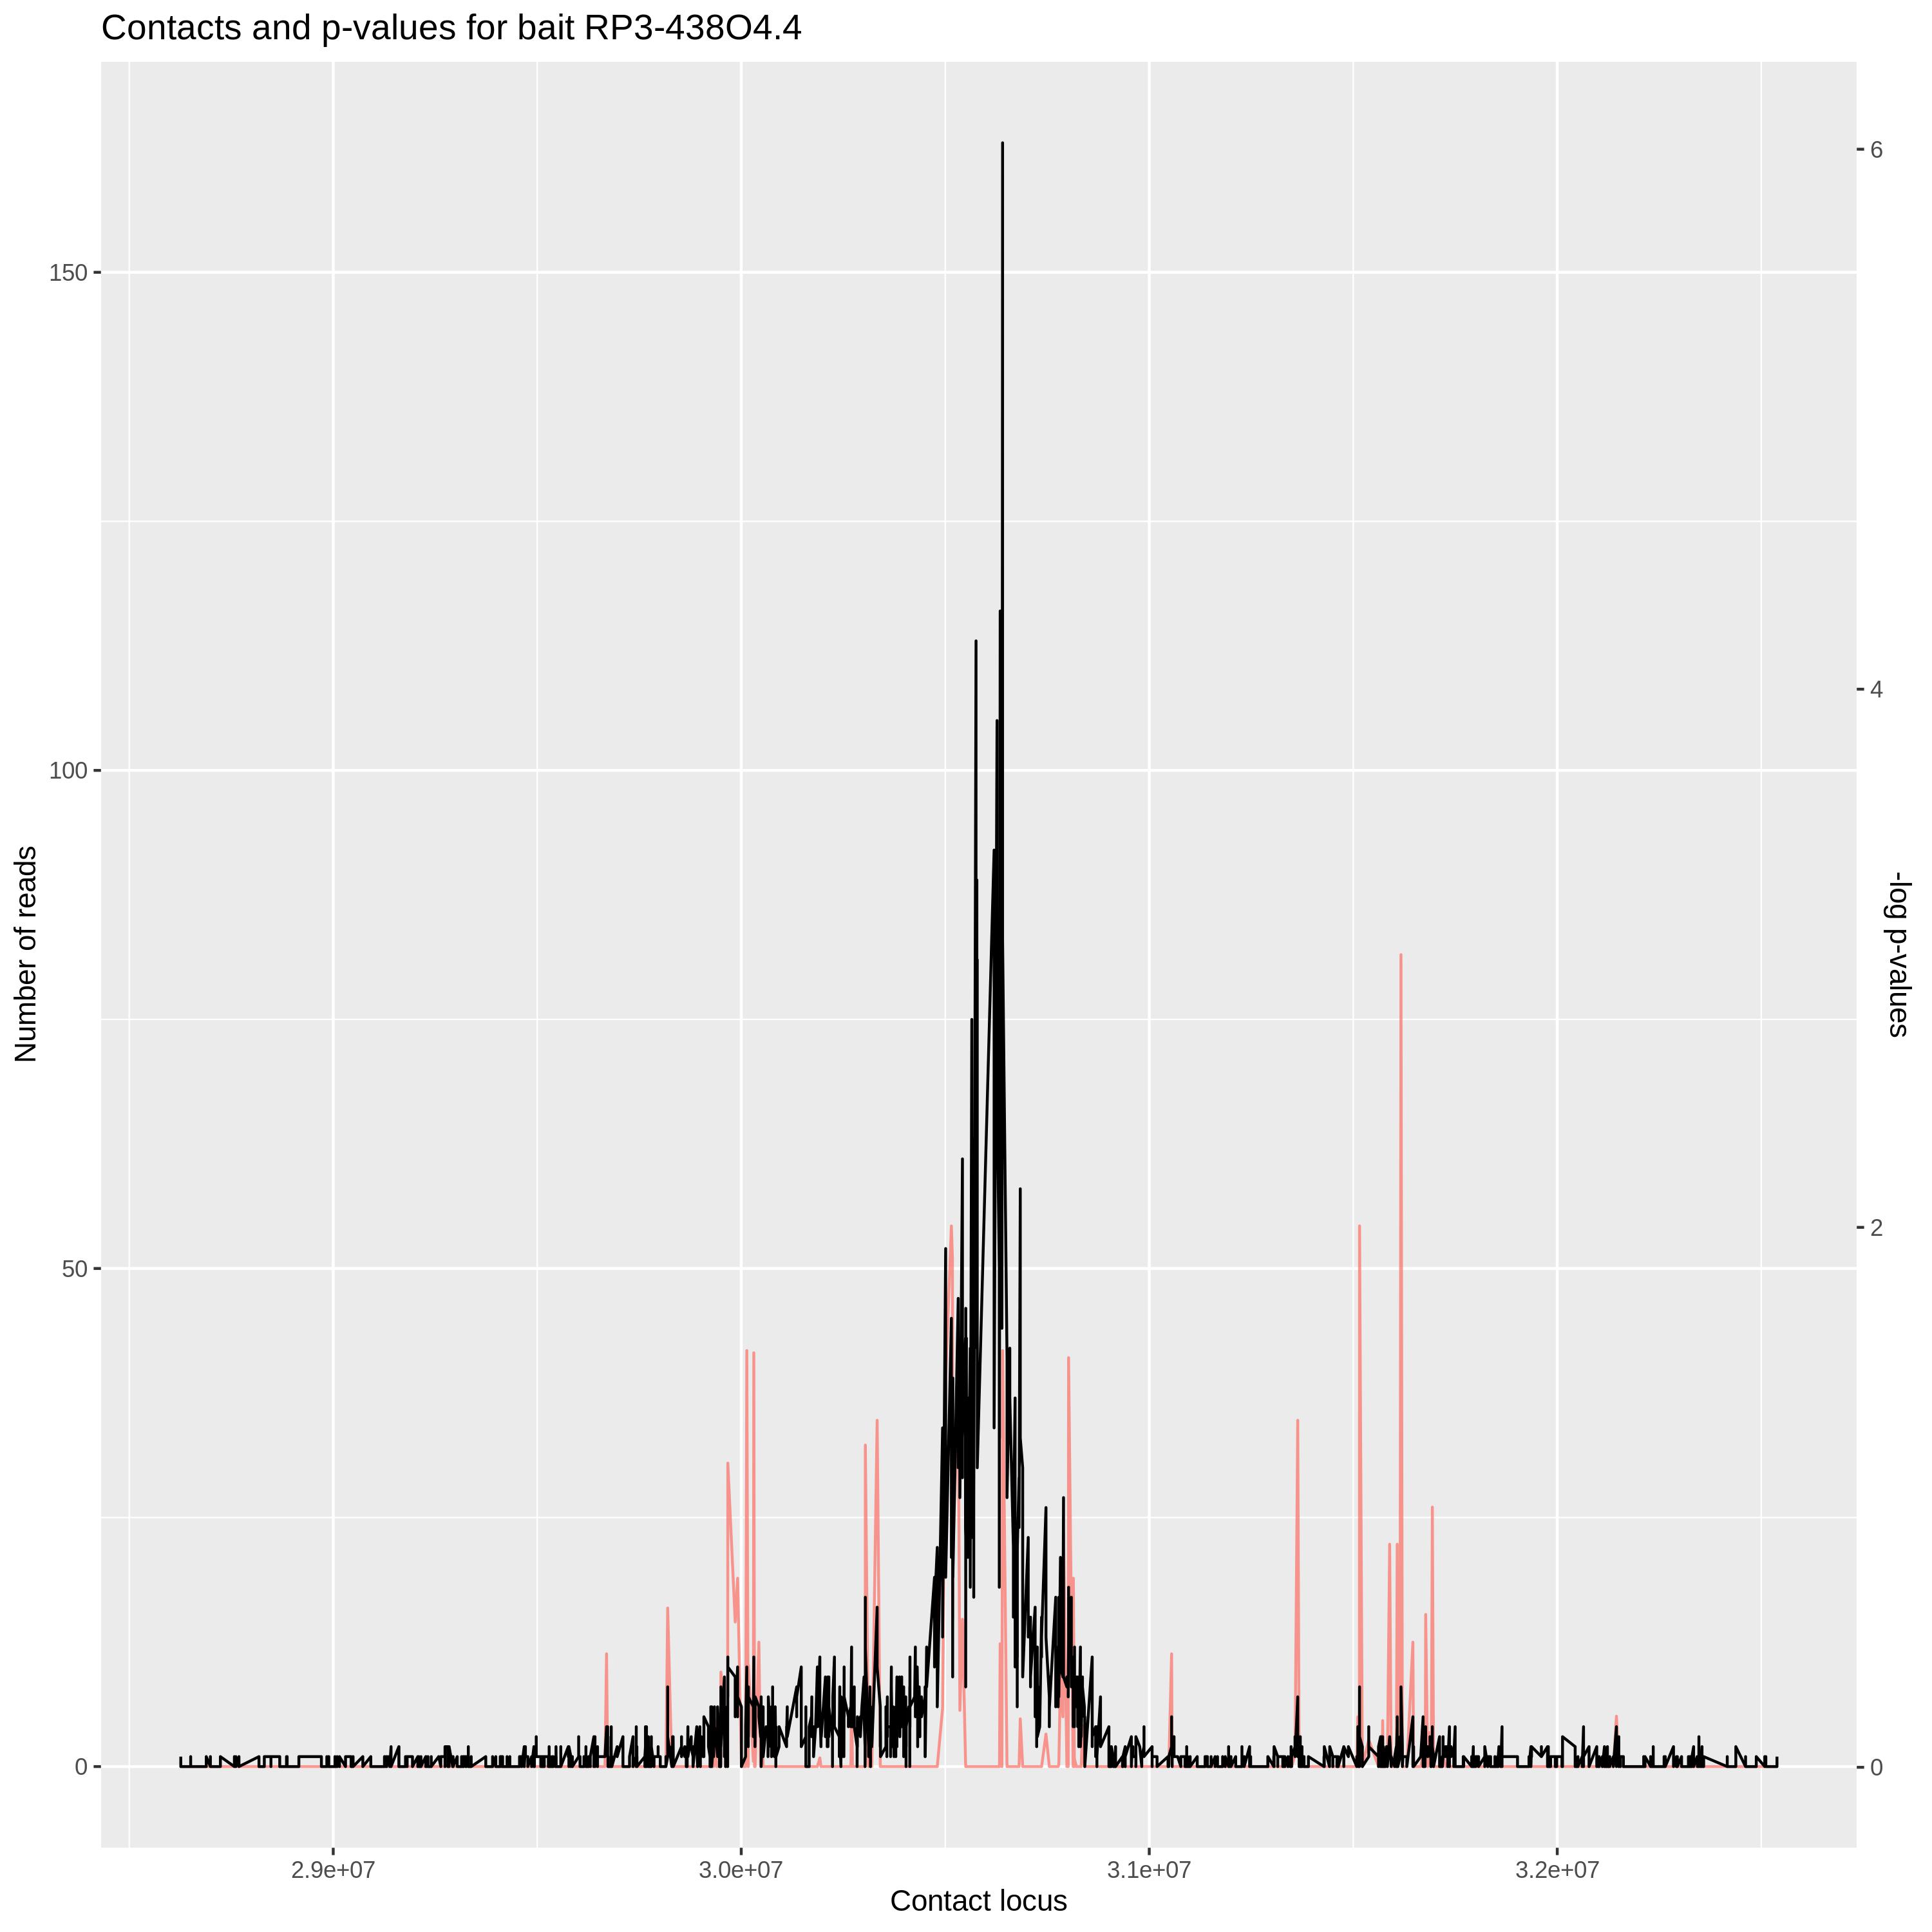 Contacts and p-values for bait RP3-438O4.4
150
100
50
0
Number of reads
6
4
2
0
-log p-values
2.9e+07
3.0e+07
3.1e+07
3.2e+07
Contact locus